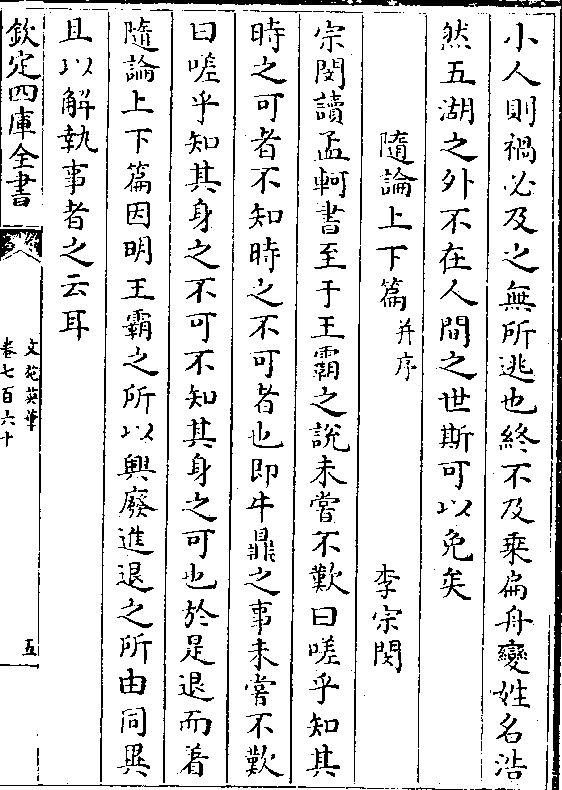 小人則禍必及之無所逃也終不及乘扁舟變姓名浩
然五湖之外不在人間之世斯可以免矣
隨論上下篇并序 李宗閔
宗閔讀孟軻書至于王霸之說未嘗不歎曰嗟乎知其
時之可者不知時之不可者也即牛鼎之事未嘗不歎
曰嗟乎知其身之不可不知其身之可也於是退而着
隨論上下篇因明王霸之所以興廢進退之所由同異
且以解執事者之云耳
欽定四庫全書
文苑英華
卷七百六十
五